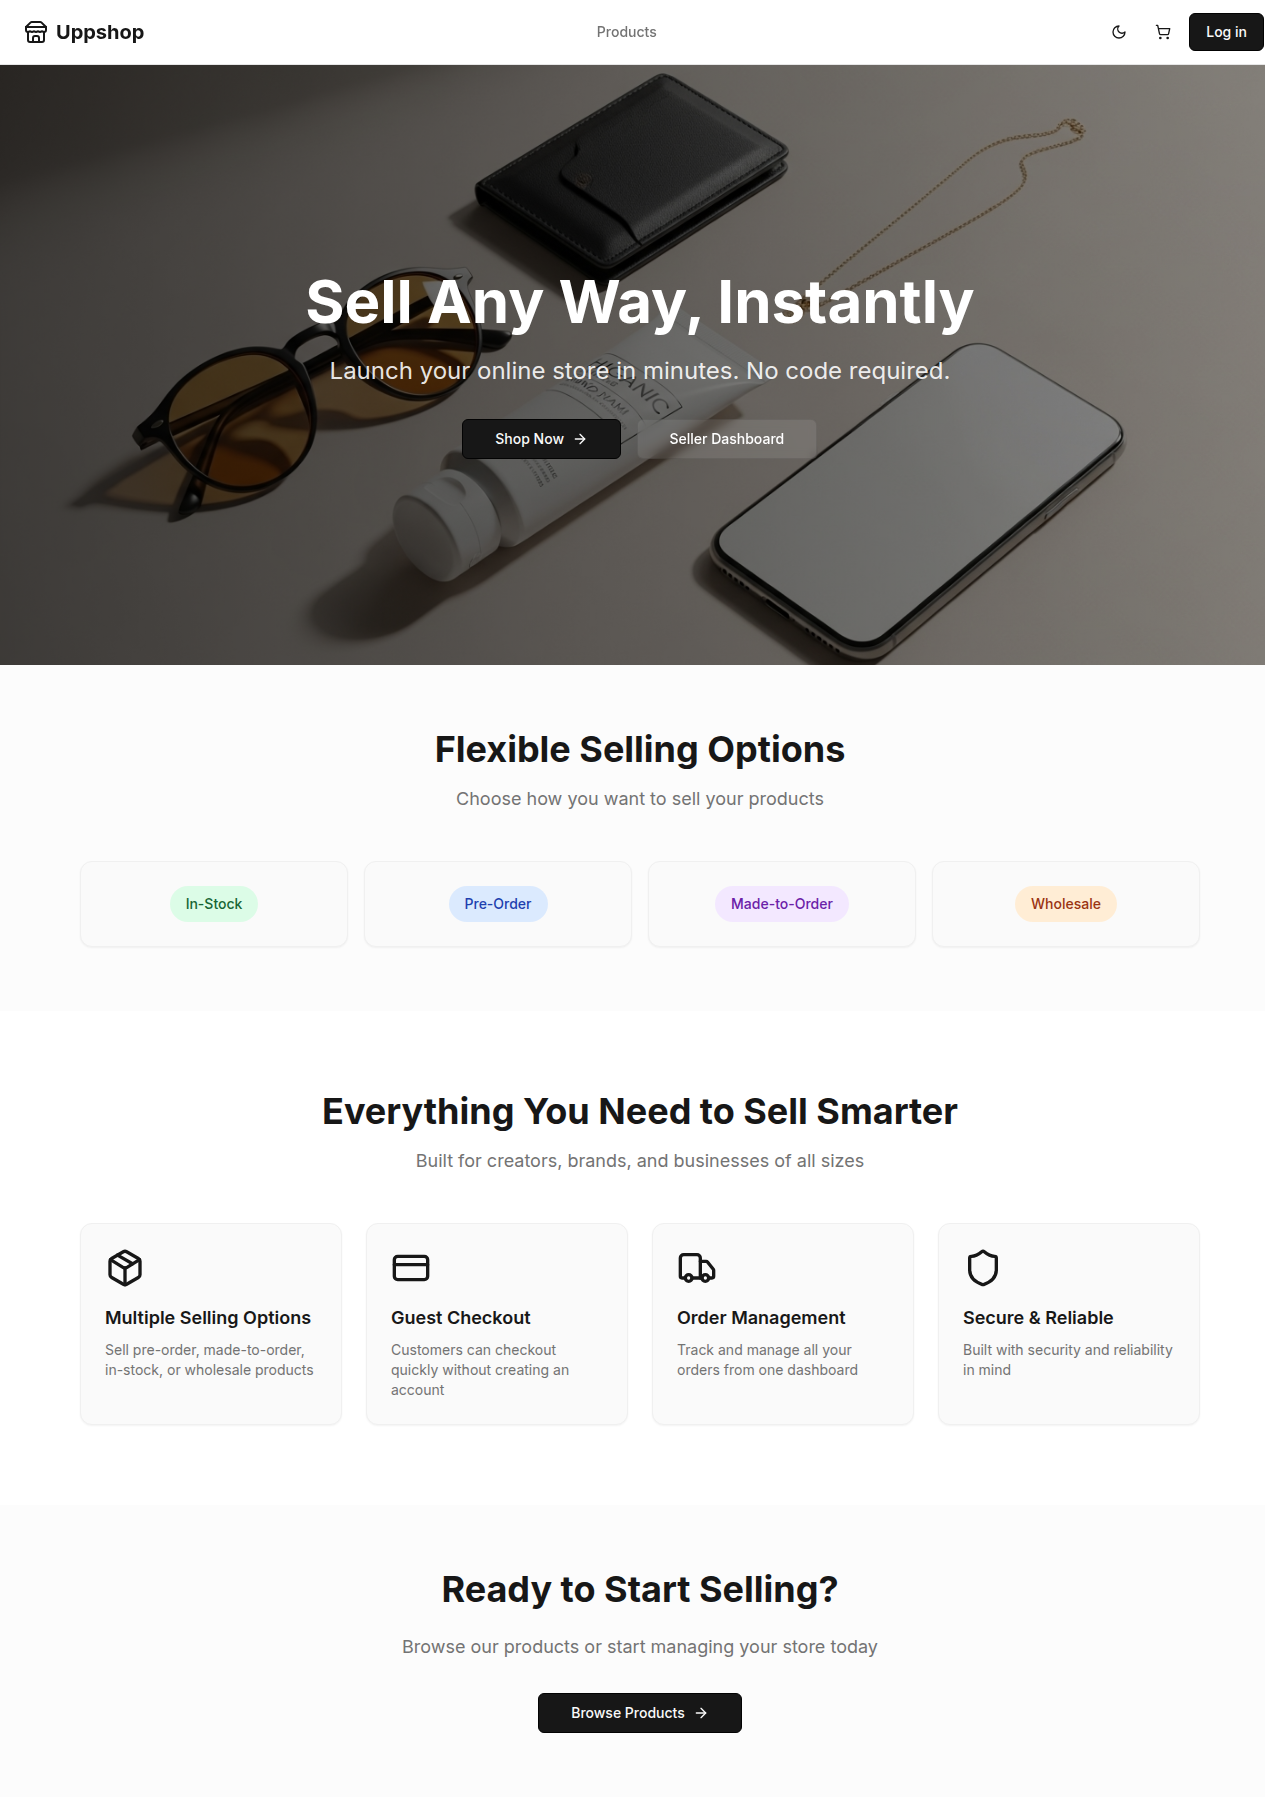 Uppshop
Products
Log in
Sell Any Way, Instantly
Launch your online store in minutes. No code required.
Shop Now
Seller Dashboard
Flexible Selling Options
Choose how you want to sell your products
In-Stock
Pre-Order
Made-to-Order
Wholesale
Everything You Need to Sell Smarter
Built for creators, brands, and businesses of all sizes
Multiple Selling Options
Sell pre-order, made-to-order,
in-stock, or wholesale products
Guest Checkout
Customers can checkout
quickly without creating an
account
Order Management
Track and manage all your
orders from one dashboard
Secure & Reliable
Built with security and reliability
in mind
Ready to Start Selling?
Browse our products or start managing your store today
Browse Products